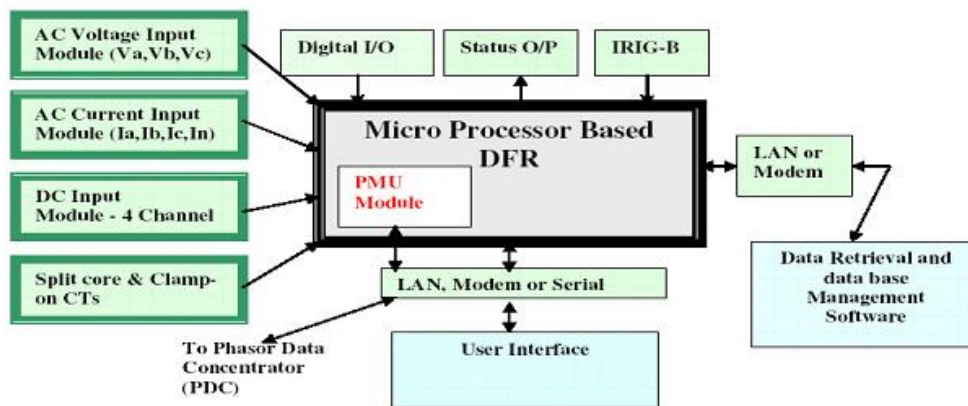 AC Voltage Input
Module (Va,Vb,Vc)
Digital I/O
Status O/P
IRIG-B
AC Current Input
Module (Ia,Ib,Ic,In)
Micro Processor Based
DFR
PMU
Module
LAN or
Modem
DC Input
Module - 4 Channel
Split core & Clamp-
on CTs
LAN, Modem or Serial
Data Retrieval and
data base
Management
Software
To Phasor Data
Concentrator
(PDC)
User Interface